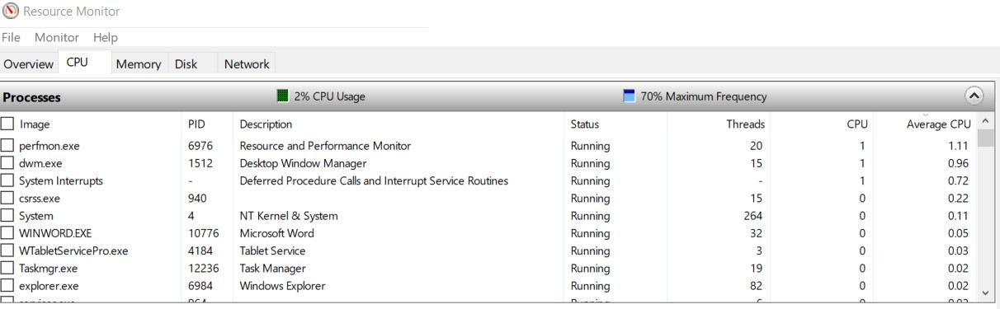 Resource Monitor
File Monitor Help
Overview CPU Memory Disk Network
Processes 2% CPU Usage 70% Maximum Frequency
Image PID Description Status Threads CPU Average CPU
perfmon.exe 6976 Resource and Performance Monitor Running 20 1 1.11
dwm.exe 1512 Desktop Window Manager Running 15 1 0.96
System Interrupts - Deferred Procedure Calls and Interrupt Service Routines Running - 1 0.72
csrss.exe 940 Running 15 0 0.22
System 4 NT Kernel & System Running 264 0 0.11
WINWORD.EXE 10776 Microsoft Word Running 32 0 0.05
WTabletServicePro.exe 4184 Tablet Service Running 3 0 0.03
Taskmgr.exe 12236 Task Manager Running 19 0 0.02
explorer.exe 6984 Windows Explorer Running 82 0 0.02